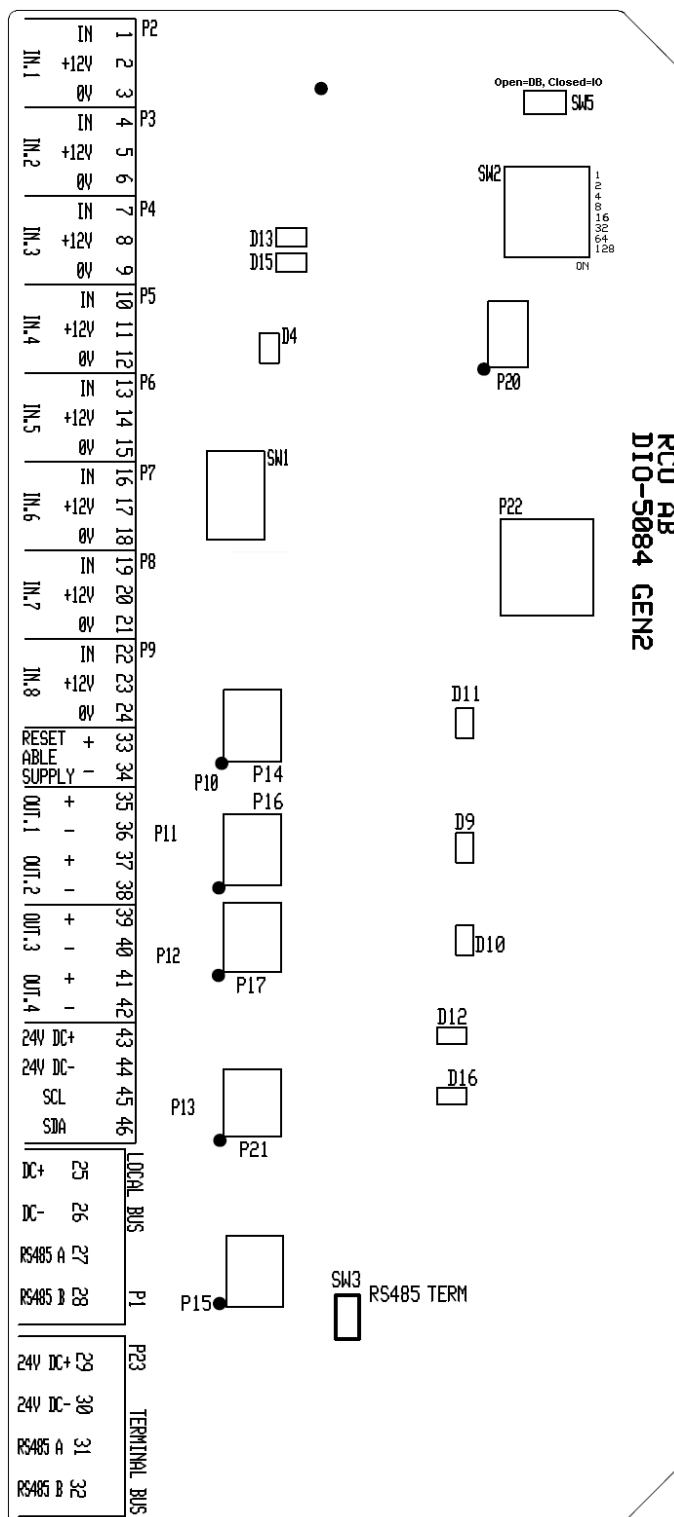 P2
IN.1
IN 1
+12V 2
0V 3
P3
IN.2
IN 4
+12V 5
0V 6
P4
IN.3
IN 7
+12V 8
0V 9
P5
IN.4
IN 10
+12V 11
0V 12
P6
IN.5
IN 13
+12V 14
0V 15
P7
IN.6
IN 16
+12V 17
0V 18
P8
IN.7
IN 19
+12V 20
0V 21
P9
IN.8
IN 22
+12V 23
0V 24
RESET + 33
ABLE
SUPPLY - 34
OUT.1
+ 35
- 36
OUT.2
+ 37
- 38
OUT.3
+ 39
- 40
OUT.4
+ 41
- 42
24V DC+ 43
24V DC- 44
SCL 45
SDA 46
LOCAL BUS
DC+ 25
DC- 26
RS485 A 27
RS485 B 28
P1
P23
24V DC+ 29
24V DC- 30
RS485 A 31
RS485 B 32
TERMINAL BUS
Open=DB, Closed=IO
SW5
SW2
1
2
4
8
16
32
64
128
ON
D13
D15
D4
P20
SW1
P22
RCO AB
DIO-5084 GEN2
D11
P10
P14
P16
P11
D9
P12
P17
D10
D12
P13
P21
D16
P15
SW3
RS485 TERM